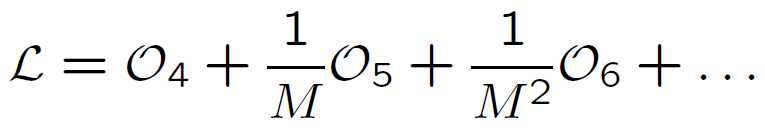 ℒ = 𝒪₄ + 1/M 𝒪₅ + 1/M² 𝒪₆ + …